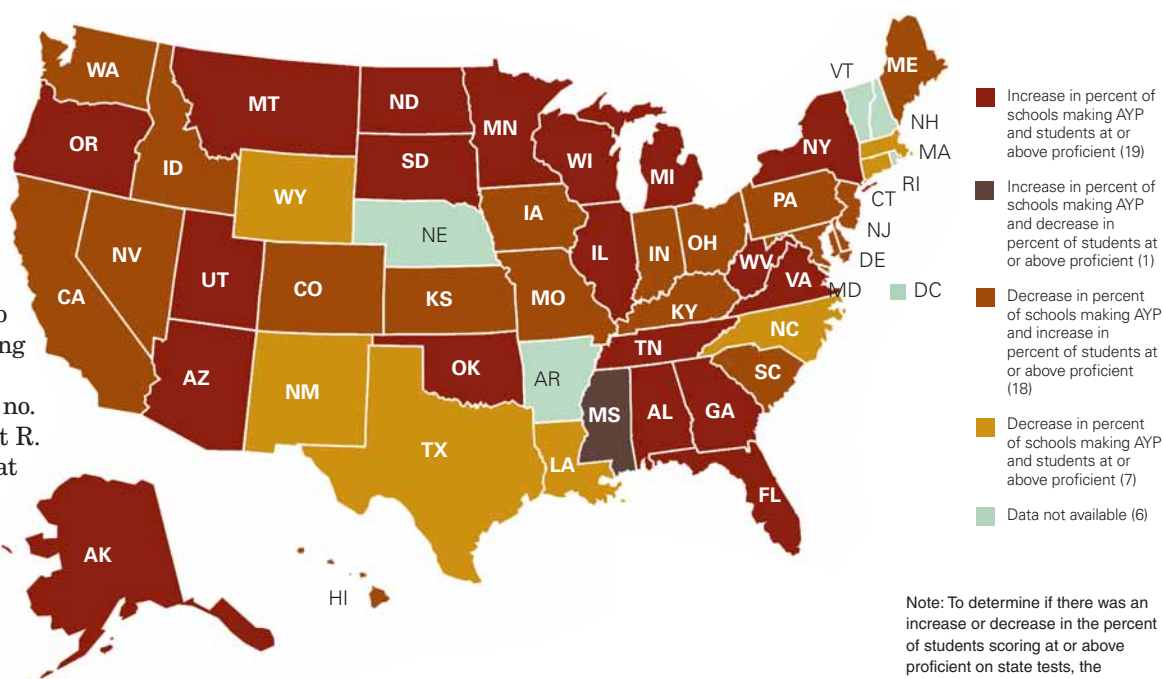 WA
MT
ND
MN
VT
ME
OR
ID
SD
WI
MI
NY
NH
MA
RI
CT
WY
IA
PA
NJ
NE
NV
UT
CO
IL
IN
OH
DE
WV
VA
MD
DC
CA
KS
MO
KY
NC
TN
AZ
NM
OK
AR
SC
MS
AL
GA
TX
LA
FL
AK
HI
o
ng
no.
t R.
at
Increase in percent of
schools making AYP
and students at or
above proficient (19)
Increase in percent of
schools making AYP
and decrease in
percent of students at
or above proficient (1)
Decrease in percent
of schools making AYP
and increase in
percent of students at
or above proficient
(18)
Decrease in percent
of schools making AYP
and students at or
above proficient (7)
Data not available (6)
Note: To determine if there was an
increase or decrease in the percent
of students scoring at or above
proficient on state tests, the